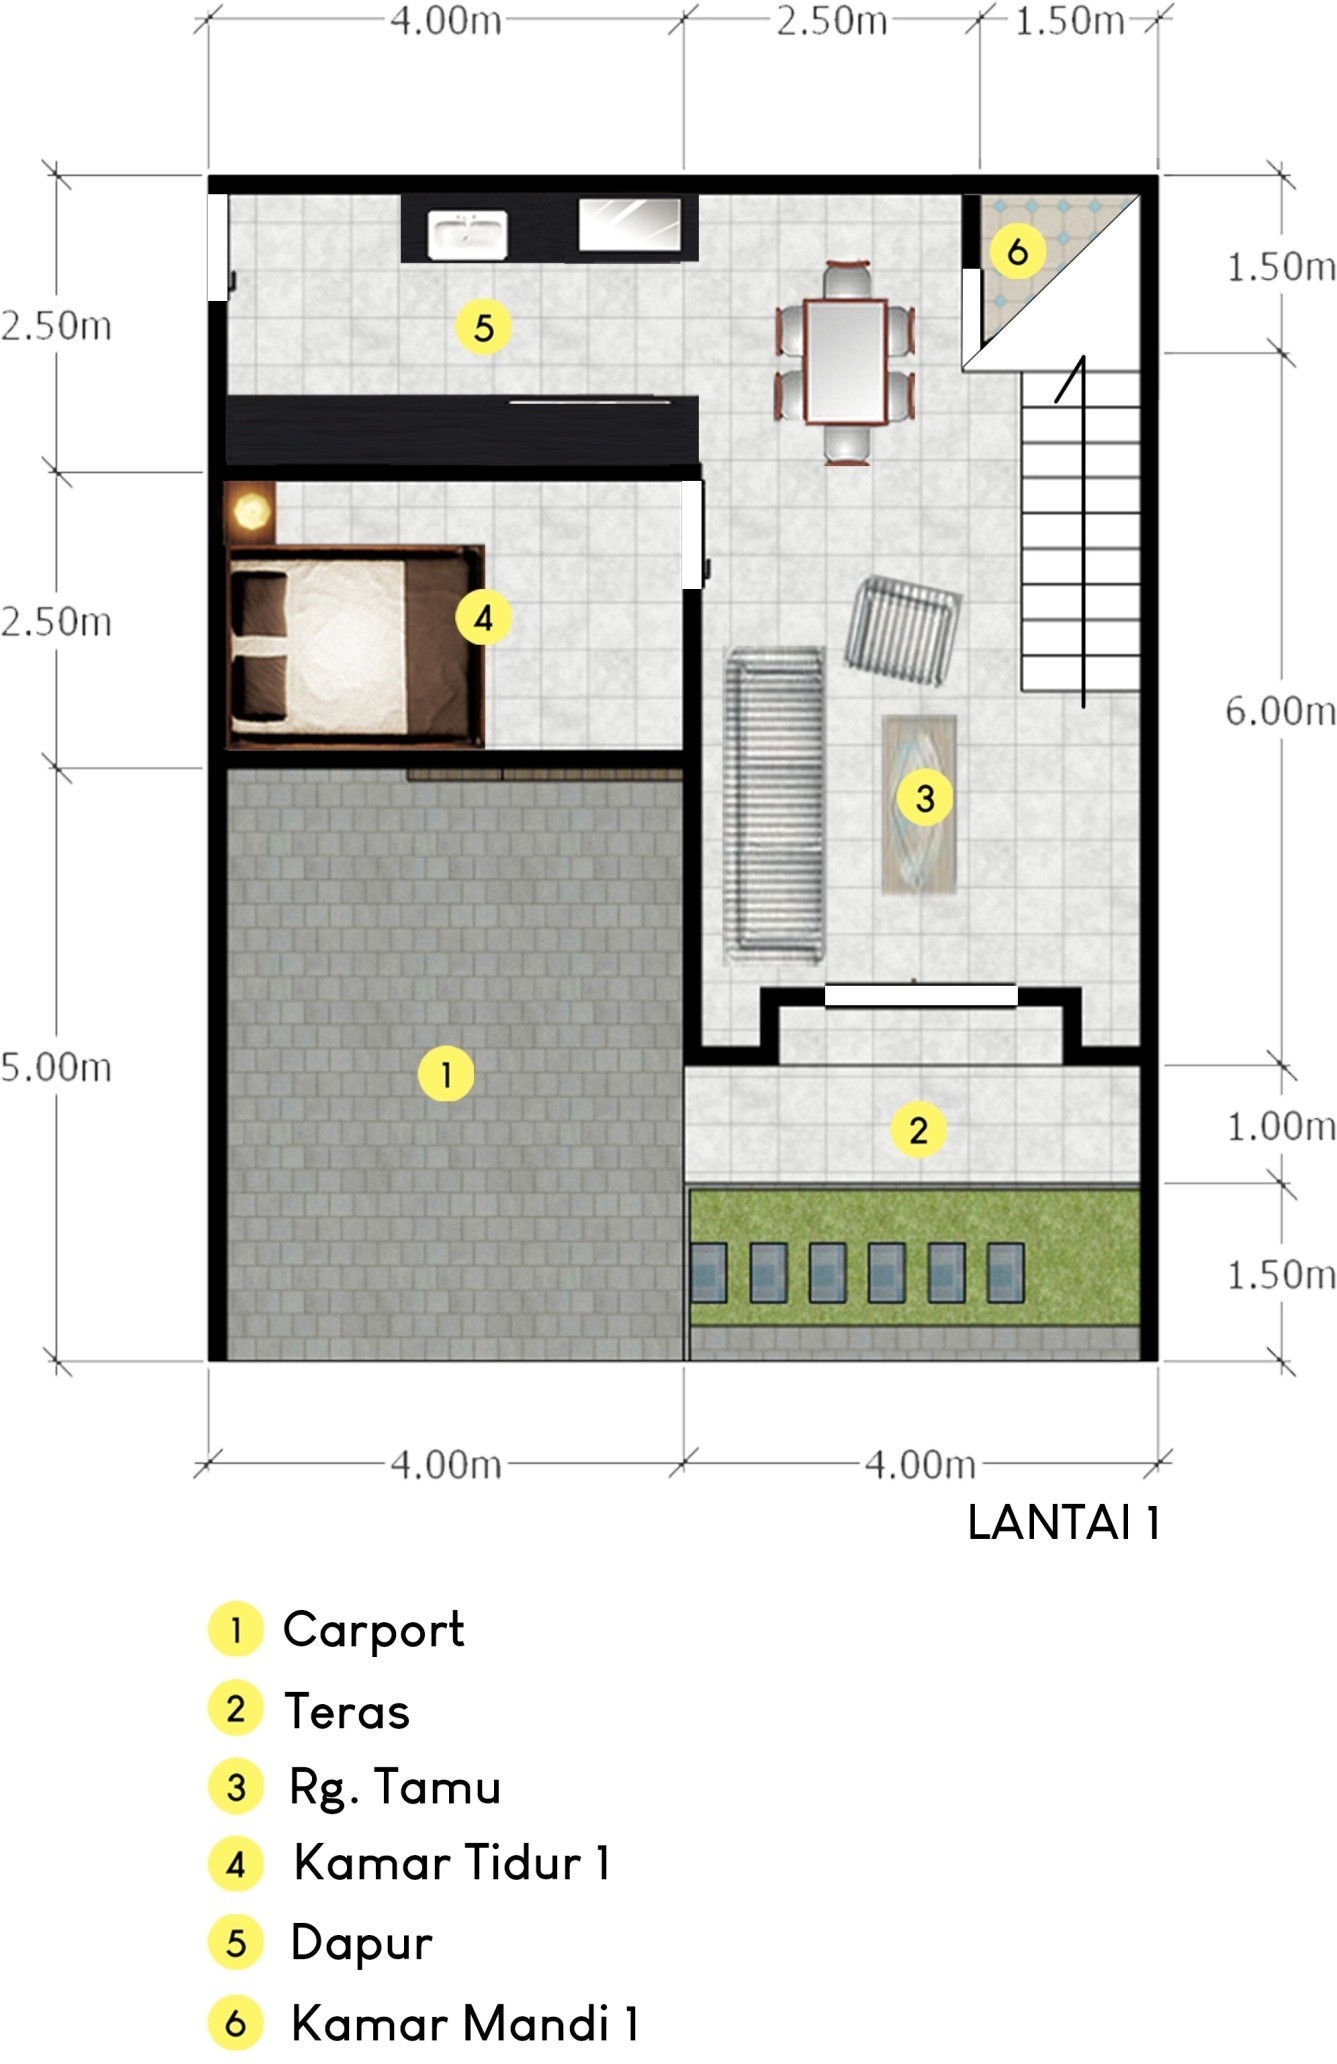 4.00m 2.50m 1.50m
2.50m
2.50m
5.00m
1.50m
6.00m
1.00m
1.50m
6
5
4
3
1
2
4.00m 4.00m
LANTAI 1
1 Carport
2 Teras
3 Rg. Tamu
4 Kamar Tidur 1
5 Dapur
6 Kamar Mandi 1